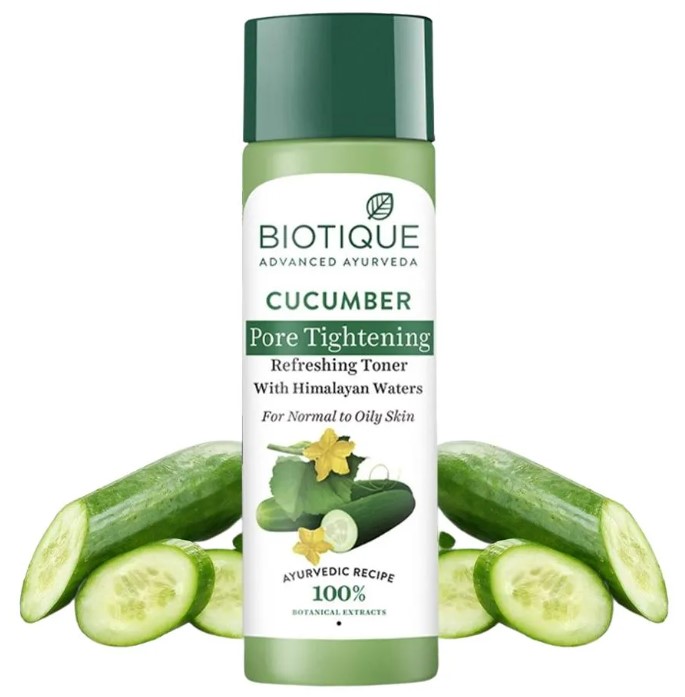 BIOTIQUE
ADVANCED AYURVEDA
CUCUMBER
Pore Tightening
Refreshing Toner
With Himalayan Waters
For Normal to Oily Skin
AYURVEDIC RECIPE
100%
BOTANICAL EXTRACTS